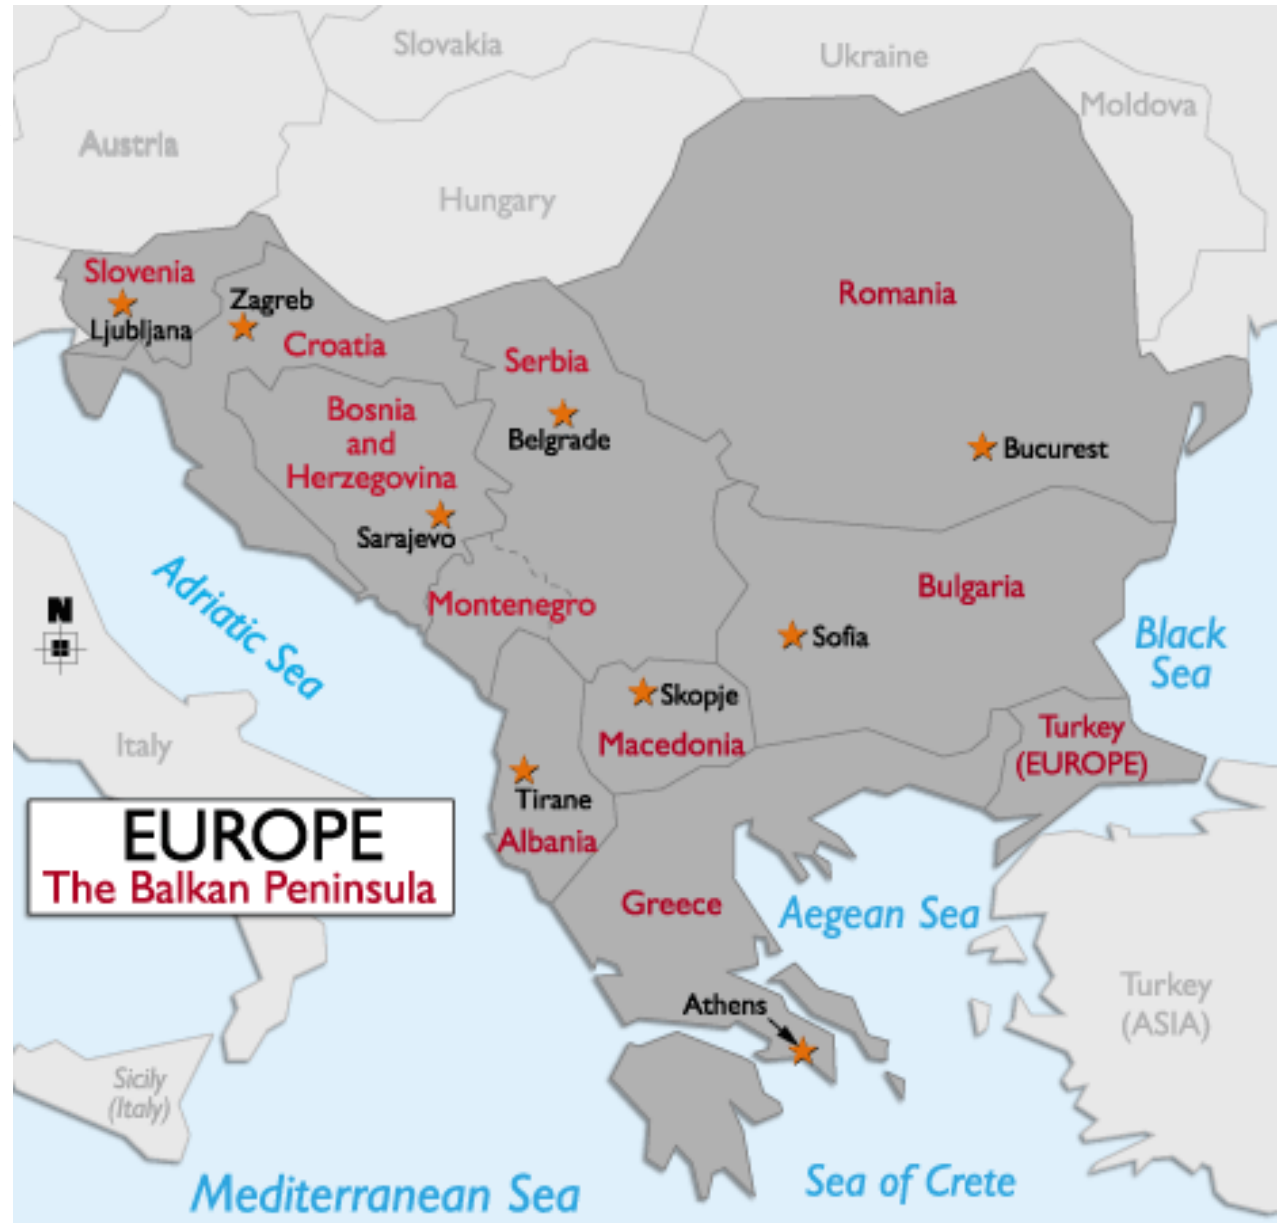 Slovakia
Ukraine
Moldova
Austria
Hungary
Slovenia
Ljubljana
Zagreb
Croatia
Romania
Serbia
Belgrade
Bosnia
and
Herzegovina
Sarajevo
Bucurest
Adriatic Sea
N
Montenegro
Bulgaria
Sofia
Black
Sea
Skopje
Macedonia
Turkey
(EUROPE)
Italy
Tirane
Albania
EUROPE
The Balkan Peninsula
Greece
Aegean Sea
Athens
Turkey
(ASIA)
Sicily
(Italy)
Mediterranean Sea
Sea of Crete